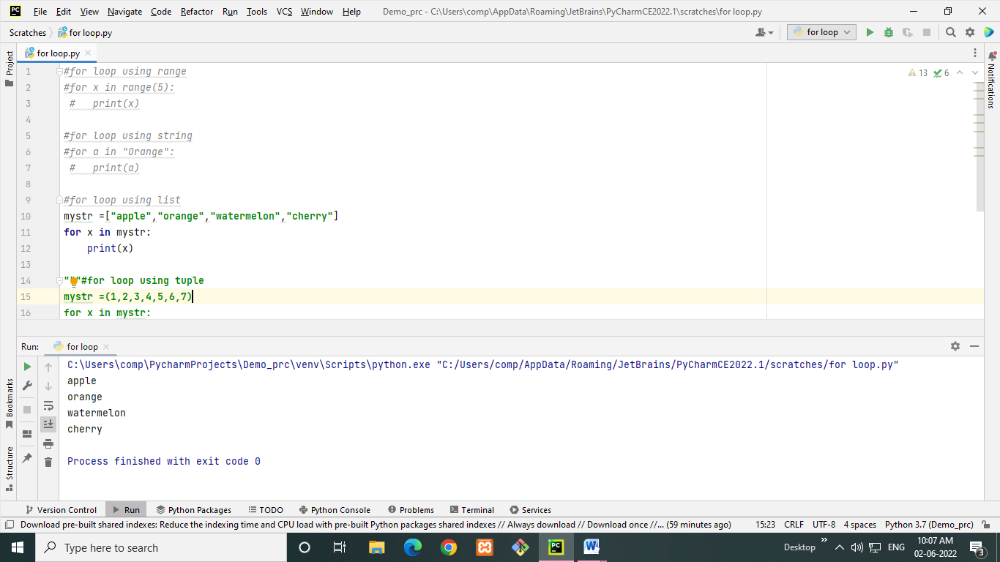 File Edit View Navigate Code Refactor Run Tools VCS Window Help Demo_prc - C:\Users\comp\AppData\Roaming\JetBrains\PyCharmCE2022.1\scratches\for loop.py
Scratches for loop.py for loop
for loop.py
Project
Notifications
13 6
1 #for loop using range
2 #for x in range(5):
3 # print(x)
4
5 #for loop using string
6 #for a in "Orange":
7 # print(a)
8
9 #for loop using list
10 mystr =["apple","orange","watermelon","cherry"]
11 for x in mystr:
12 print(x)
13
14 """#for loop using tuple
15 mystr =(1,2,3,4,5,6,7)
16 for x in mystr:
Run: for loop
C:\Users\comp\PycharmProjects\Demo_prc\venv\Scripts\python.exe "C:/Users/comp/AppData/Roaming/JetBrains/PyCharmCE2022.1/scratches/for loop.py"
apple
orange
watermelon
cherry
Process finished with exit code 0
Bookmarks
Structure
Version Control Run Python Packages TODO Python Console Problems Terminal Services
Download pre-built shared indexes: Reduce the indexing time and CPU load with pre-built Python packages shared indexes // Always download // Download once //... (59 minutes ago) 15:23 CRLF UTF-8 4 spaces Python 3.7 (Demo_prc)
Type here to search
PC
Desktop ENG
10:07 AM
02-06-2022
3